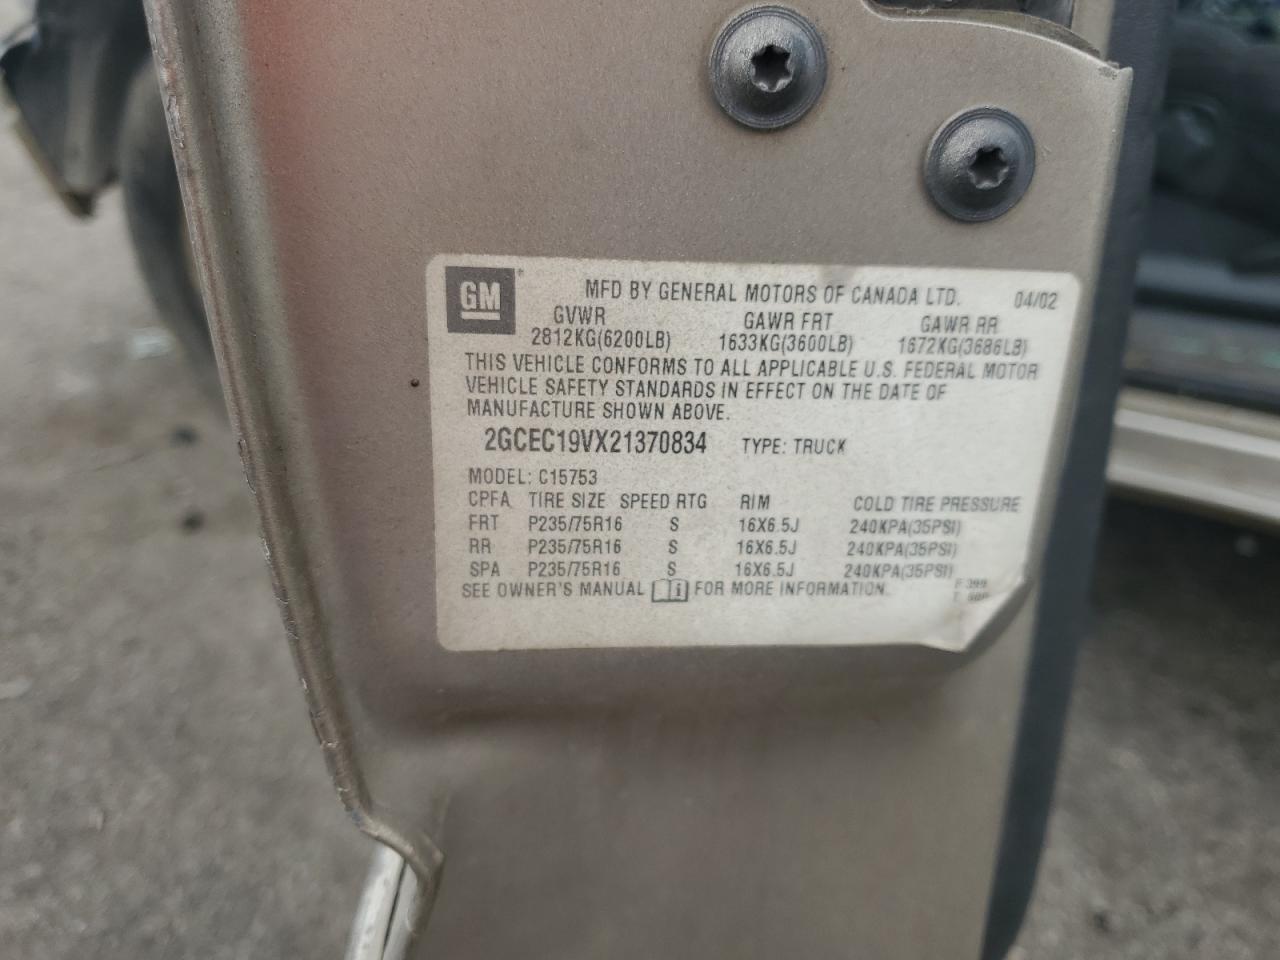 GM® MFD BY GENERAL MOTORS OF CANADA LTD. 04/02
GVWR GAWR FRT GAWR RR
2812KG(6200LB) 1633KG(3600LB) 1672KG(3686LB)
THIS VEHICLE CONFORMS TO ALL APPLICABLE U.S. FEDERAL MOTOR
VEHICLE SAFETY STANDARDS IN EFFECT ON THE DATE OF
MANUFACTURE SHOWN ABOVE.
2GCEC19VX21370834 TYPE: TRUCK
MODEL: C15753
CPFA TIRE SIZE SPEED RTG RIM COLD TIRE PRESSURE
FRT P235/75R16 S 16X6.5J 240KPA(35PSI)
RR P235/75R16 S 16X6.5J 240KPA(35PSI)
SPA P235/75R16 S 16X6.5J 240KPA(35PSI)
SEE OWNER'S MANUAL i FOR MORE INFORMATION.